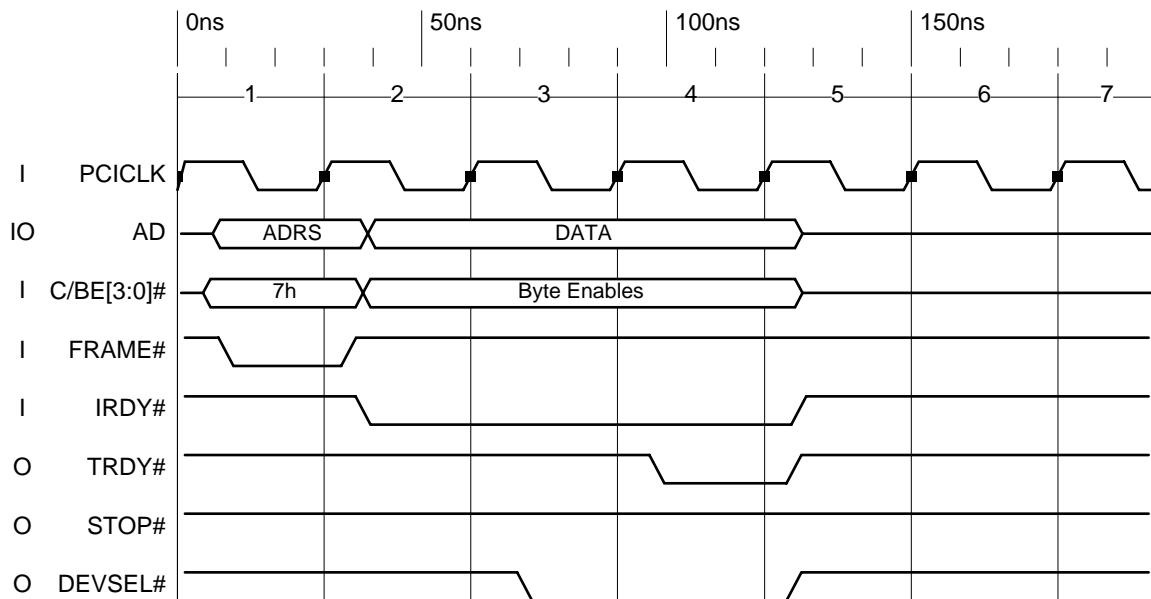 0ns 50ns 100ns 150ns
1 2 3 4 5 6 7
I PCICLK
IO AD ADRS DATA
I C/BE[3:0]# 7h Byte Enables
I FRAME#
I IRDY#
O TRDY#
O STOP#
O DEVSEL#